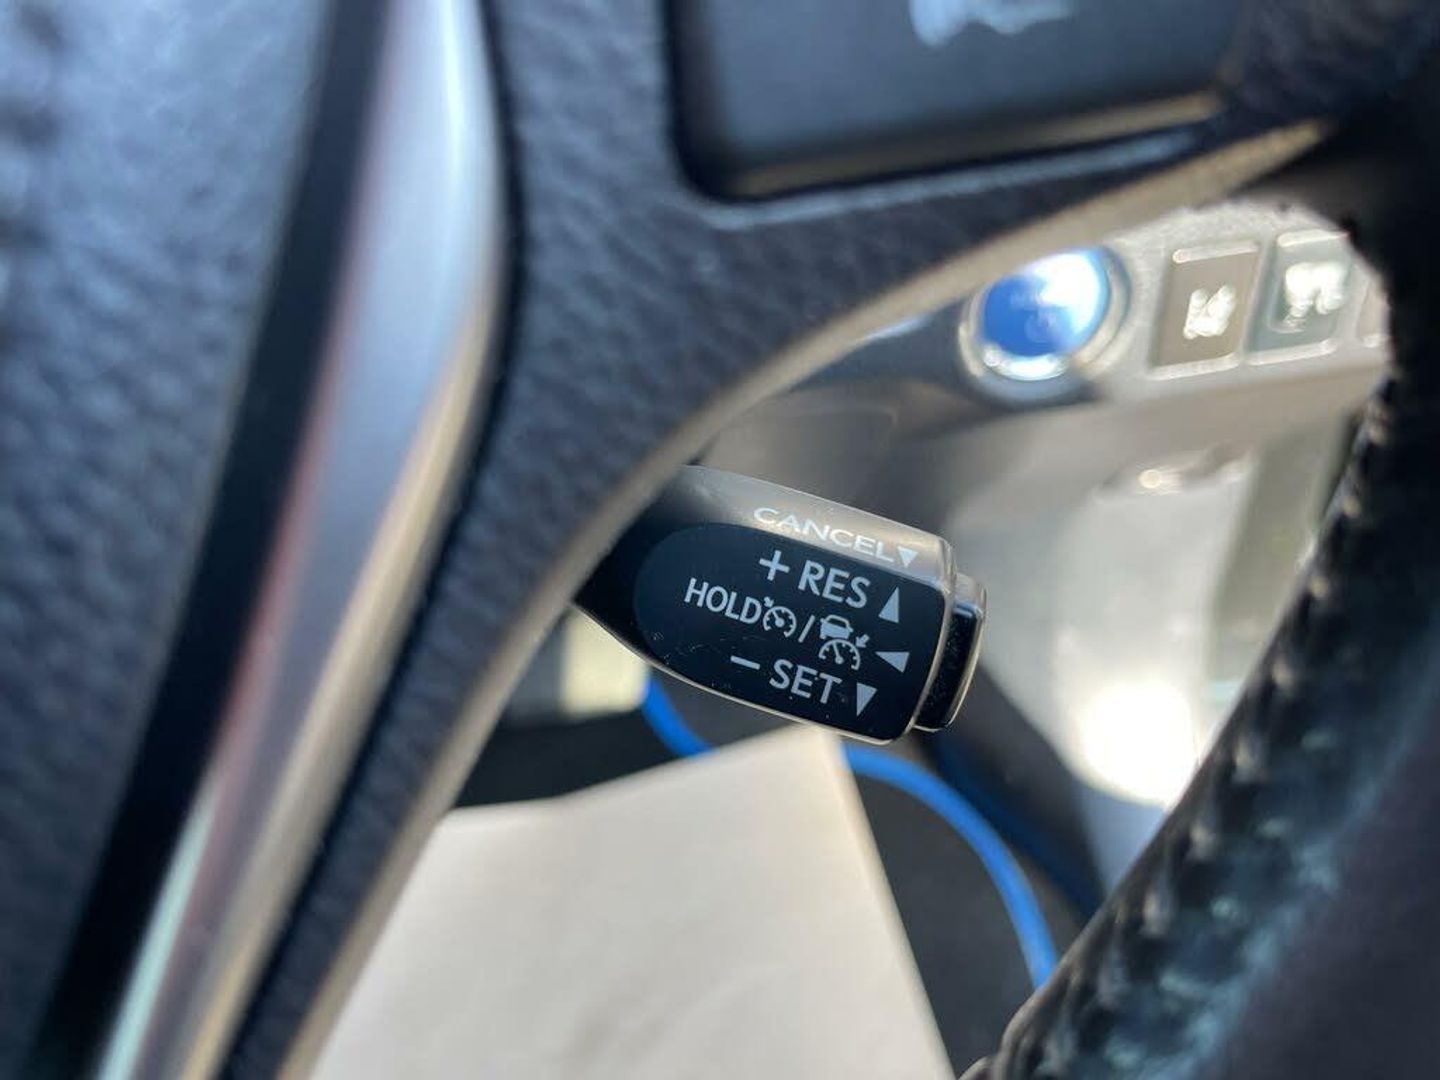 CANCEL▼
+ RES ▲
HOLD / ◀
− SET ▼